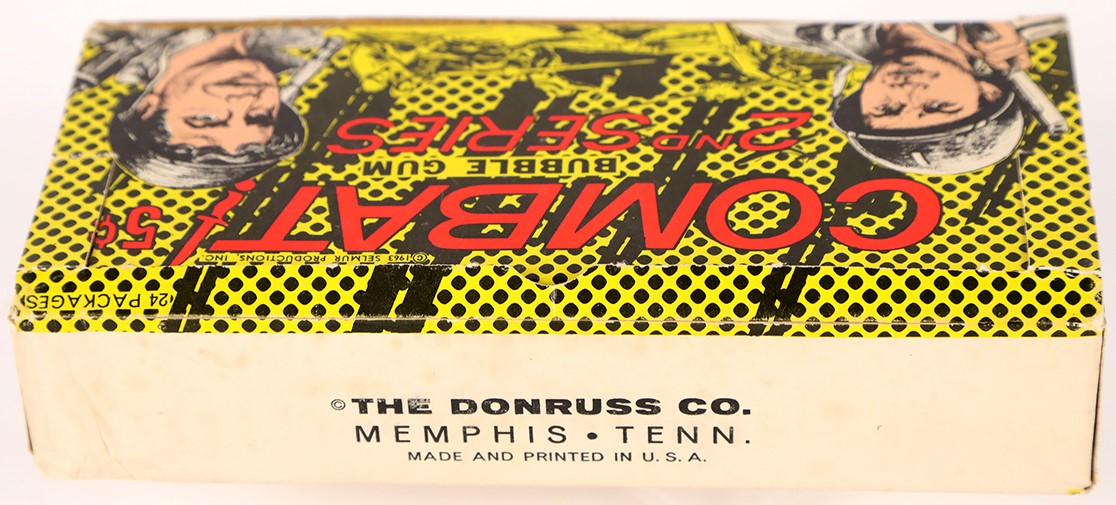 2ND SERIES
BUBBLE GUM
COMBAT!
5¢
©1963 SELMUR PRODUCTIONS, INC.
24 PACKAGES
© THE DONRUSS CO.
MEMPHIS • TENN.
MADE AND PRINTED IN U.S.A.